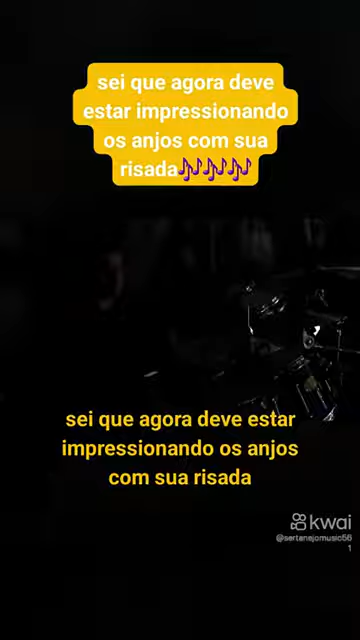 sei que agora deve
estar impressionando
os anjos com sua
risada🎶🎶🎶
sei que agora deve estar
impressionando os anjos
com sua risada
kwai
@sertanejomusic56
1